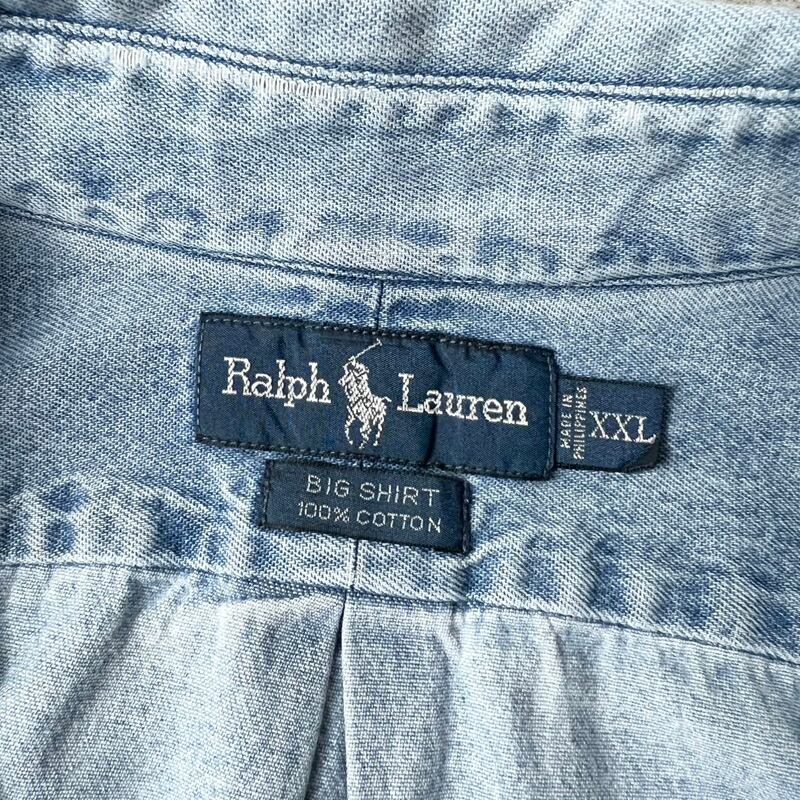 Ralph Lauren
MADE IN
PHILIPPINES
XXL
BIG SHIRT
100% COTTON